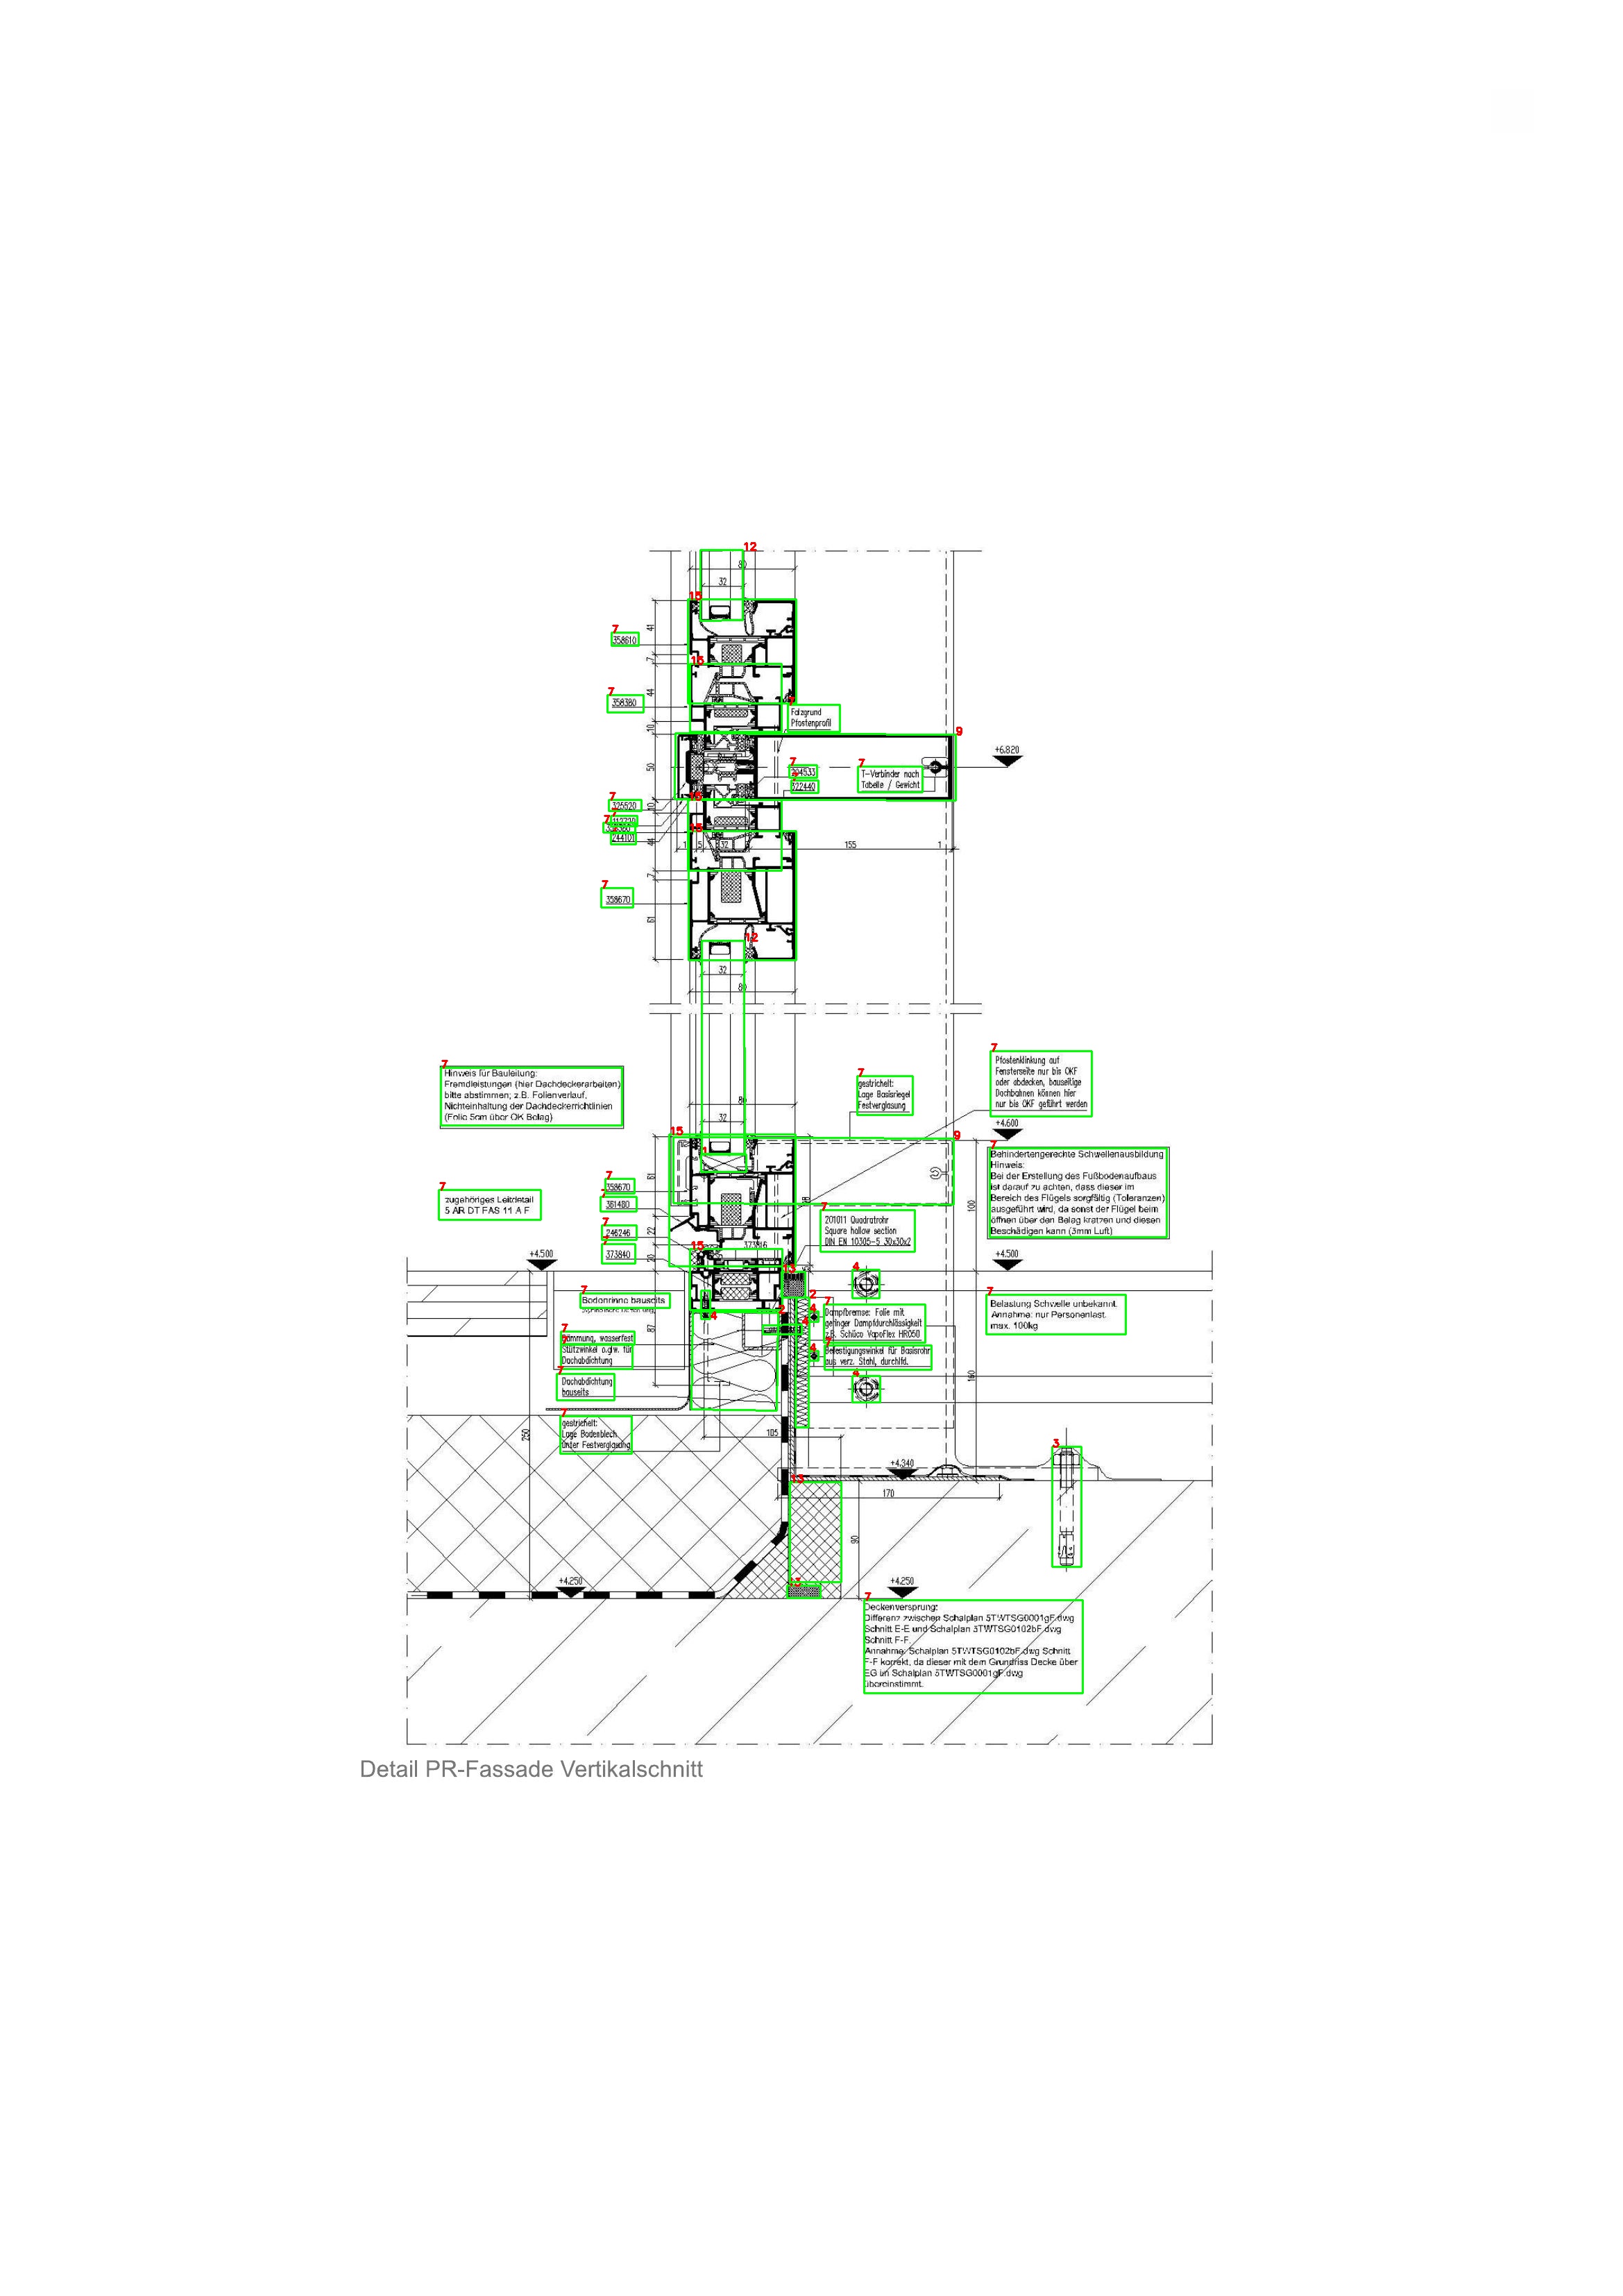 12
80
32
15
7
358610
41
7
15
7
358380
44
7
Falzgrund
Pfostenprofil
10
9
+6.820
50
7
294533
322440
7
T-Verbinder nach
Tabelle / Gewicht
15
7
325520
10
7
244101
15
44
1
5
32
155
1
7
7
358670
61
12
32
80
7
Pfostenklinkung auf
Fensterseite nur bis OKF
oder abdecken, bauseitige
Dachbahnen können hier
nur bis OKF geführt werden
7
Hinweis für Bauleitung:
Fremdleistungen (hier Dachdeckerarbeiten)
bitte abstimmen; z.B. Folienverlauf,
Nichteinhaltung der Dachdeckerrichtlinien
(Folie 5cm über OK Belag)
7
gestrichelt:
Lage Basisriegel
Festverglasung
80
32
+4.600
15
9
1
7
Behindertengerechte Schwellenausbildung
Hinweis:
Bei der Erstellung des Fußbodenaufbaus
ist darauf zu achten, dass dieser im
Bereich des Flügels sorgfältig (Toleranzen)
ausgeführt wird, da sonst der Flügel beim
öffnen über den Belag kratzen und diesen
Beschädigen kann (3mm Luft)
7
zugehöriges Leitdetail
5 AR DT FAS 11 A F
7
358670
61
361480
100
7
201011 Quadratrohr
Square hollow section
DIN EN 10305-5 30x30x2
7
246246
22
373816
15
7
373840
20
+4.500
+4.500
13
4
7
Bodenrinne bauseits
2
7
Dampfbremse: Folie mit
geringer Dampfdurchlässigkeit
z.B. Schüco VapoFlex HR050
4
7
Belastung Schwelle unbekannt.
Annahme: nur Personenlast.
max. 100kg
87
7
Dämmung, wasserfest
Stützwinkel o.glw. für
Dachabdichtung
4
7
Befestigungswinkel für Basisrohr
aus verz. Stahl, durchlfd.
7
Dachabdichtung
bauseits
4
160
7
gestrichelt:
Lage Bodenblech
unter Festverglasung
250
105
3
+4.340
13
170
90
+4.250
+4.250
13
7
Deckenversprung:
Differenz zwischen Schalplan 5TWTSG0001gF.dwg
Schnitt E-E und Schalplan 5TWTSG0102bF.dwg
Schnitt F-F.
Annahme: Schalplan 5TWTSG0102bF.dwg Schnitt
F-F korrekt, da dieser mit dem Grundriss Decke über
EG im Schalplan 5TWTSG0001gF.dwg
übereinstimmt.
Detail PR-Fassade Vertikalschnitt